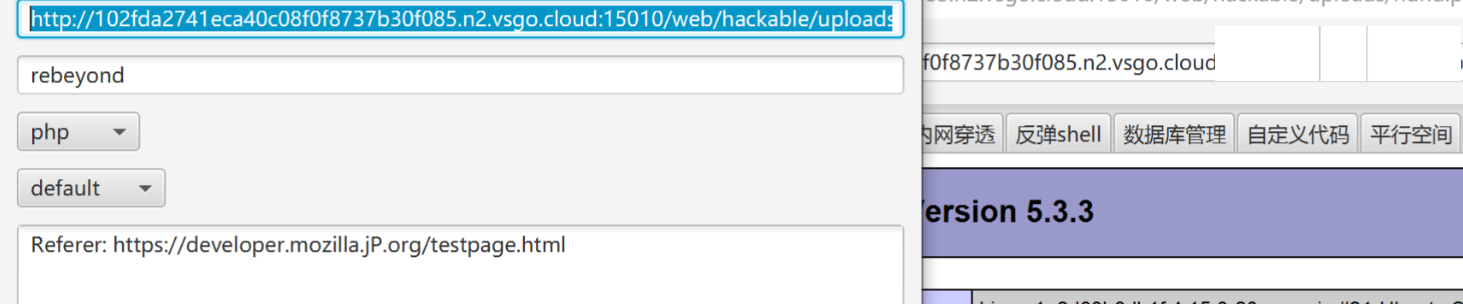 http://102fda2741eca40c08f0f8737b30f085.n2.vsgo.cloud:15010/web/hackable/uploads
rebeyond
php
default
Referer: https://developer.mozilla.jP.org/testpage.html
f0f8737b30f085.n2.vsgo.cloud
内网穿透 反弹shell 数据库管理 自定义代码 平行空间
Version 5.3.3